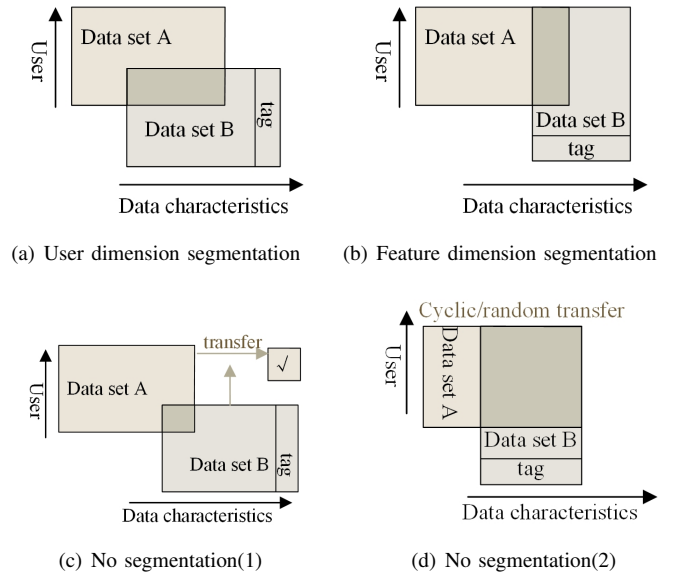 User
Data set A
Data set B
tag
Data characteristics
(a) User dimension segmentation
User
Data set A
Data set B
tag
Data characteristics
(b) Feature dimension segmentation
User
Data set A
transfer
√
Data set B
tag
Data characteristics
(c) No segmentation(1)
Cyclic/random transfer
User
Data set A
Data set B
tag
Data characteristics
(d) No segmentation(2)